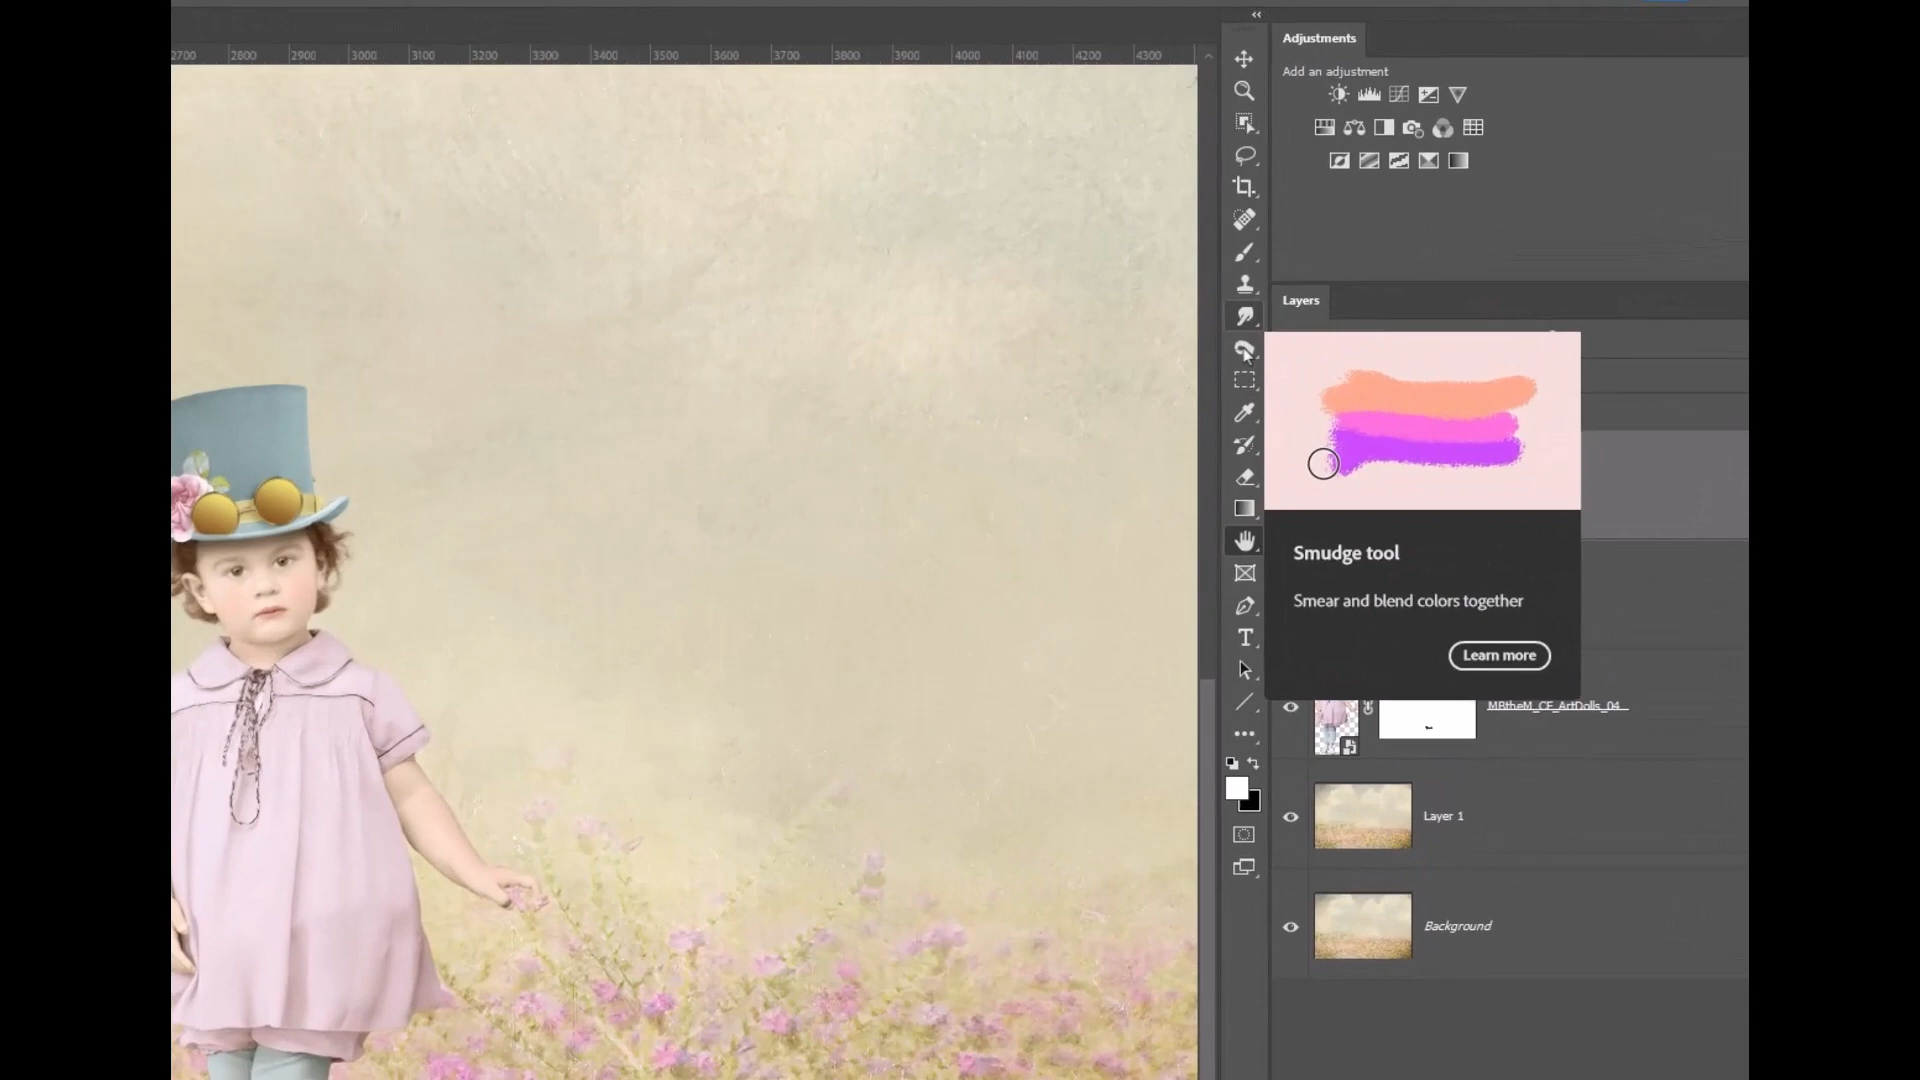 Adjustments
2700 2800 2900 3000 3100 3200 3300 3400 3500 3600 3700 3800 3900 4000 4100 4200 4300
Add an adjustment
Layers
Smudge tool
Smear and blend colors together
Learn more
MBtheM_CE_ArtDolls_04_
Layer 1
Background